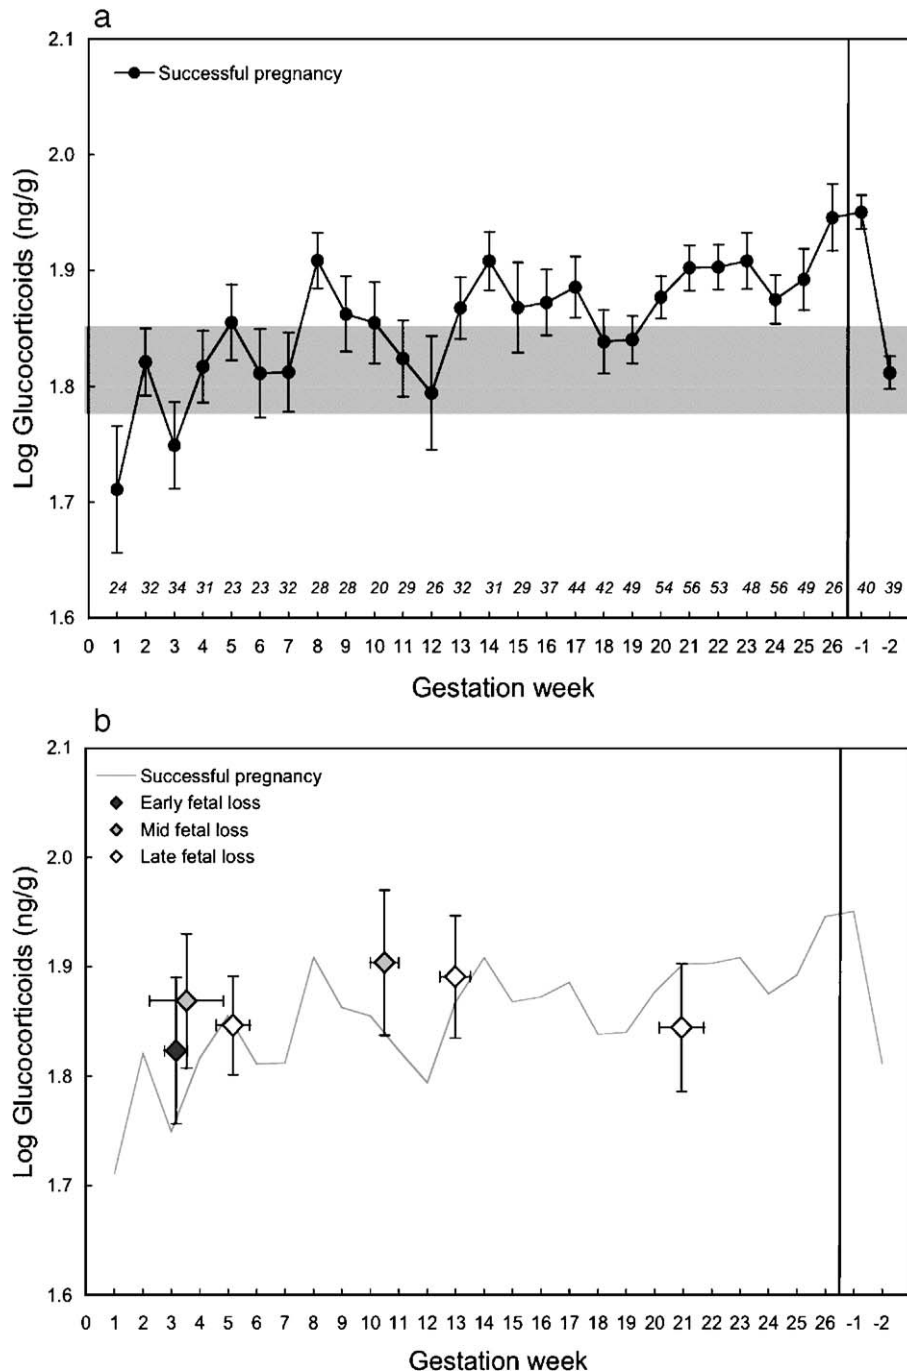 a
2.1
Successful pregnancy
2.0
1.9
1.8
1.7
1.6
Log Glucocorticoids (ng/g)
24 32 34 31 23 23 32 28 28 20 29 26 32 31 29 37 44 42 49 54 56 53 48 56 49 26 40 39
0 1 2 3 4 5 6 7 8 9 10 11 12 13 14 15 16 17 18 19 20 21 22 23 24 25 26 -1 -2
Gestation week
b
2.1
Successful pregnancy
Early fetal loss
Mid fetal loss
Late fetal loss
2.0
1.9
1.8
1.7
1.6
Log Glucocorticoids (ng/g)
0 1 2 3 4 5 6 7 8 9 10 11 12 13 14 15 16 17 18 19 20 21 22 23 24 25 26 -1 -2
Gestation week